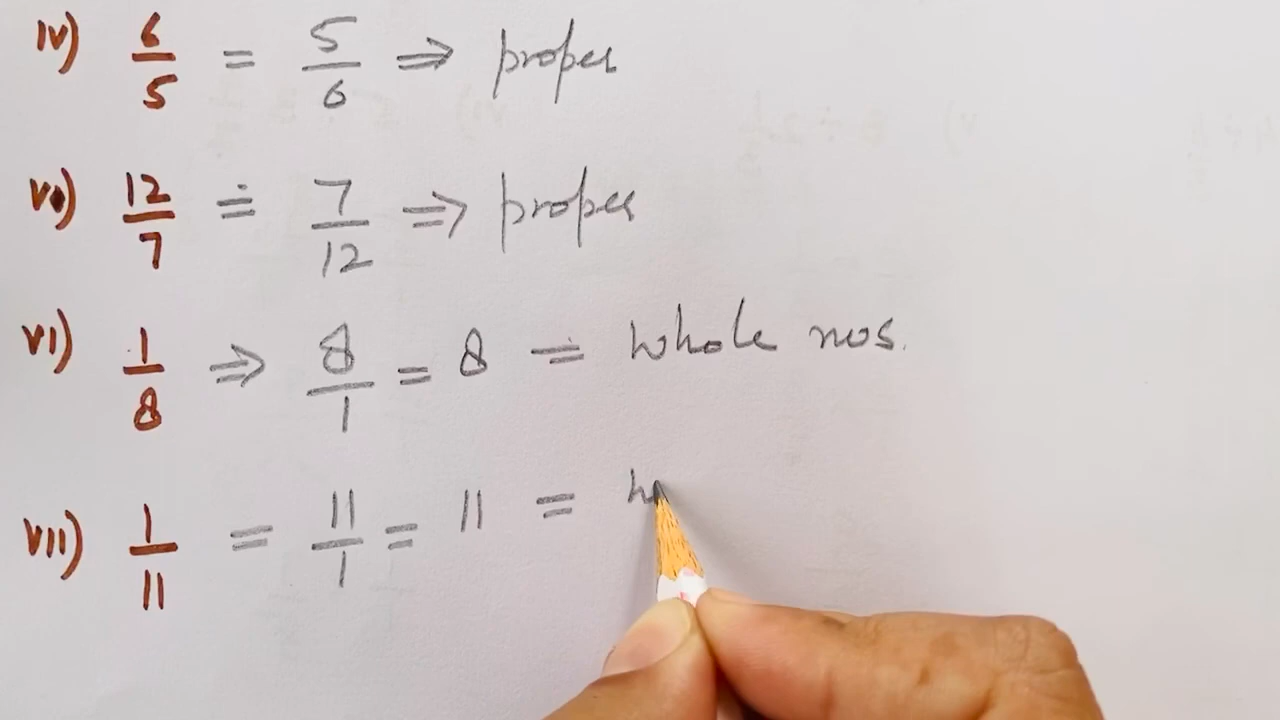 iv) 6/5 = 5/6 ⇒ proper
v) 12/7 = 7/12 ⇒ proper
vi) 1/8 ⇒ 8/1 = 8 = whole nos.
vii) 1/11 = 11/1 = 11 = w